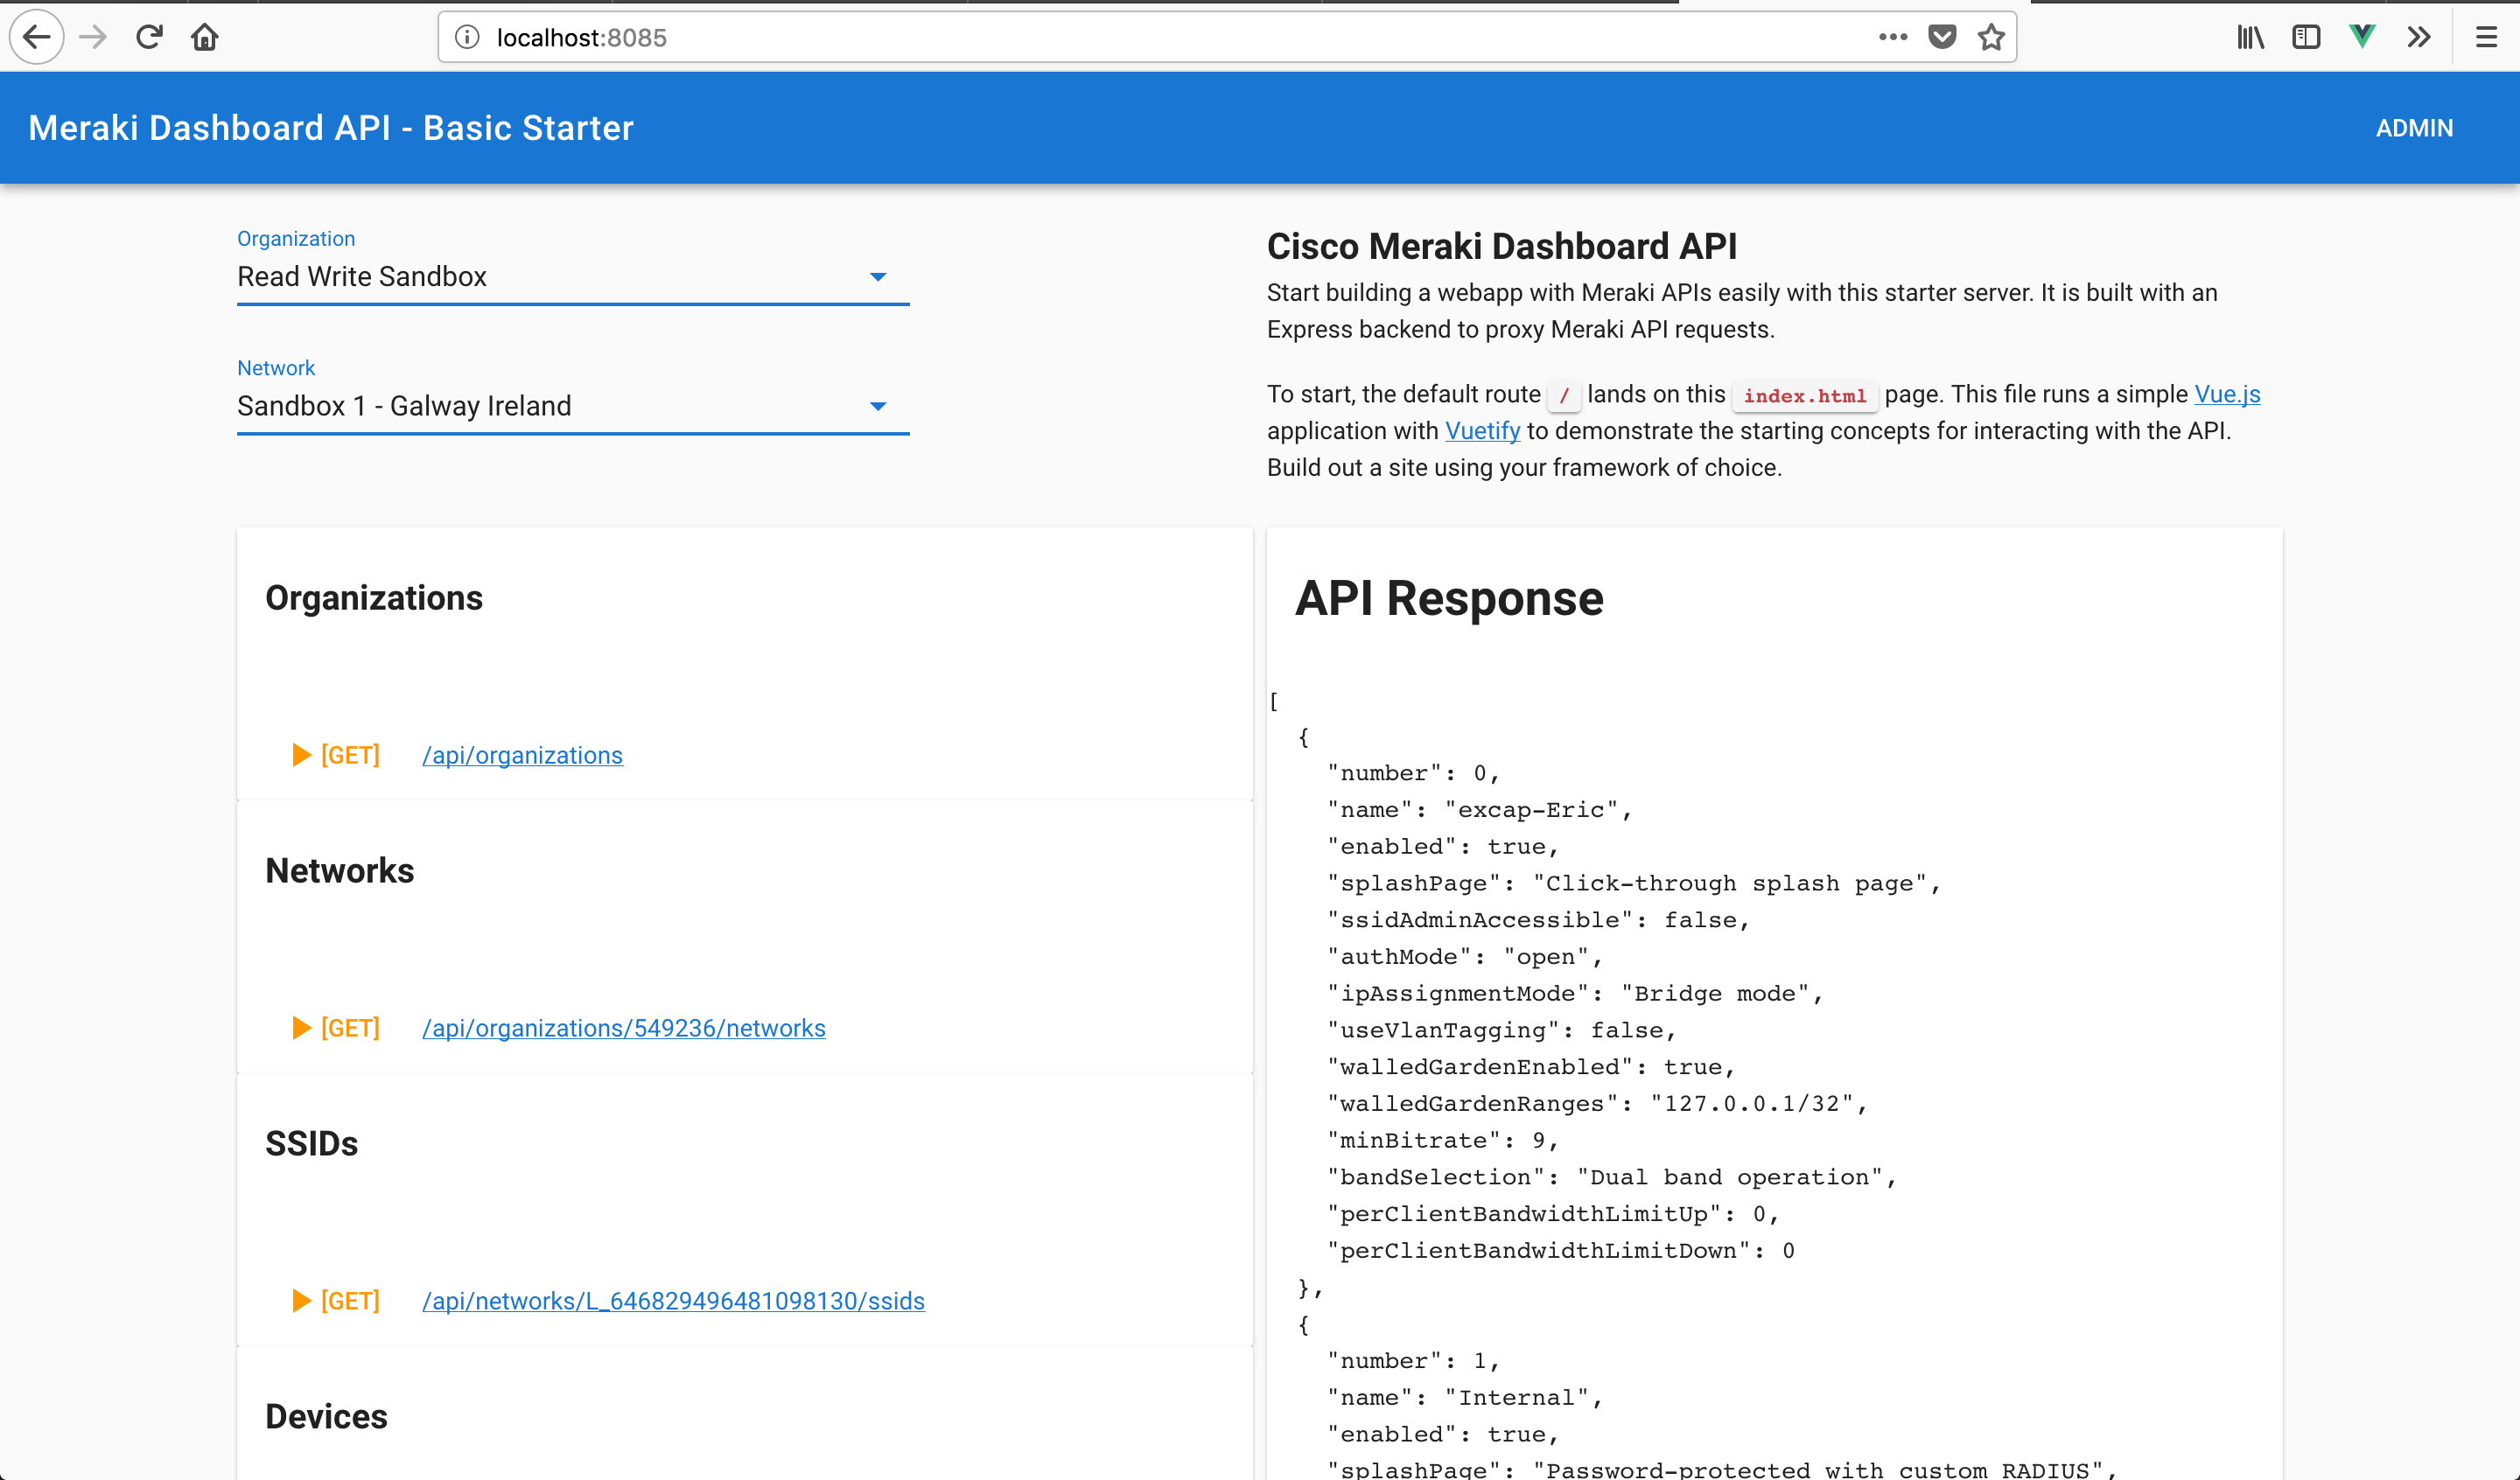 localhost:8085
Meraki Dashboard API - Basic Starter
ADMIN
Organization
Read Write Sandbox
Network
Sandbox 1 - Galway Ireland
Cisco Meraki Dashboard API
Start building a webapp with Meraki APIs easily with this starter server. It is built with an
Express backend to proxy Meraki API requests.
To start, the default route / lands on this index.html page. This file runs a simple Vue.js
application with Vuetify to demonstrate the starting concepts for interacting with the API.
Build out a site using your framework of choice.
Organizations
[GET] /api/organizations
Networks
[GET] /api/organizations/549236/networks
SSIDs
[GET] /api/networks/L_646829496481098130/ssids
Devices
API Response
[
{
"number": 0,
"name": "excap-Eric",
"enabled": true,
"splashPage": "Click-through splash page",
"ssidAdminAccessible": false,
"authMode": "open",
"ipAssignmentMode": "Bridge mode",
"useVlanTagging": false,
"walledGardenEnabled": true,
"walledGardenRanges": "127.0.0.1/32",
"minBitrate": 9,
"bandSelection": "Dual band operation",
"perClientBandwidthLimitUp": 0,
"perClientBandwidthLimitDown": 0
},
{
"number": 1,
"name": "Internal",
"enabled": true,
"splashPage": "Password-protected with custom RADIUS",